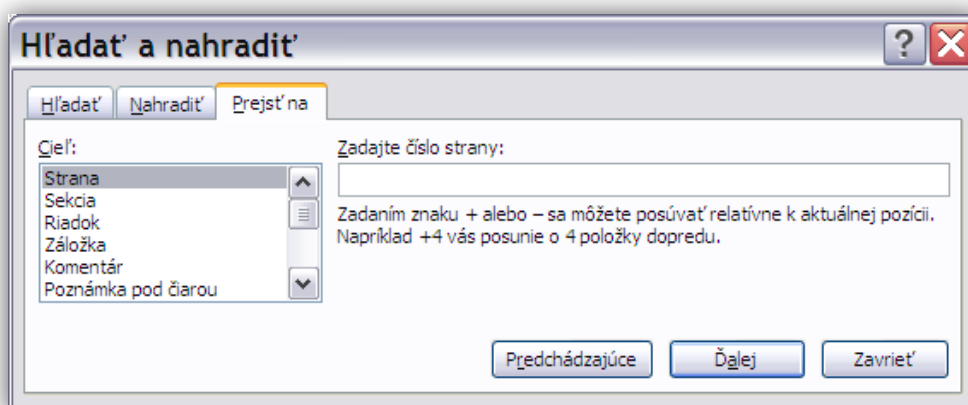 Hľadať a nahradiť
Hľadať Nahradiť Prejsť na
Cieľ:
Strana
Sekcia
Riadok
Záložka
Komentár
Poznámka pod čiarou
Zadajte číslo strany:
Zadaním znaku + alebo – sa môžete posúvať relatívne k aktuálnej pozícii.
Napríklad +4 vás posunie o 4 položky dopredu.
Predchádzajúce Ďalej Zavrieť